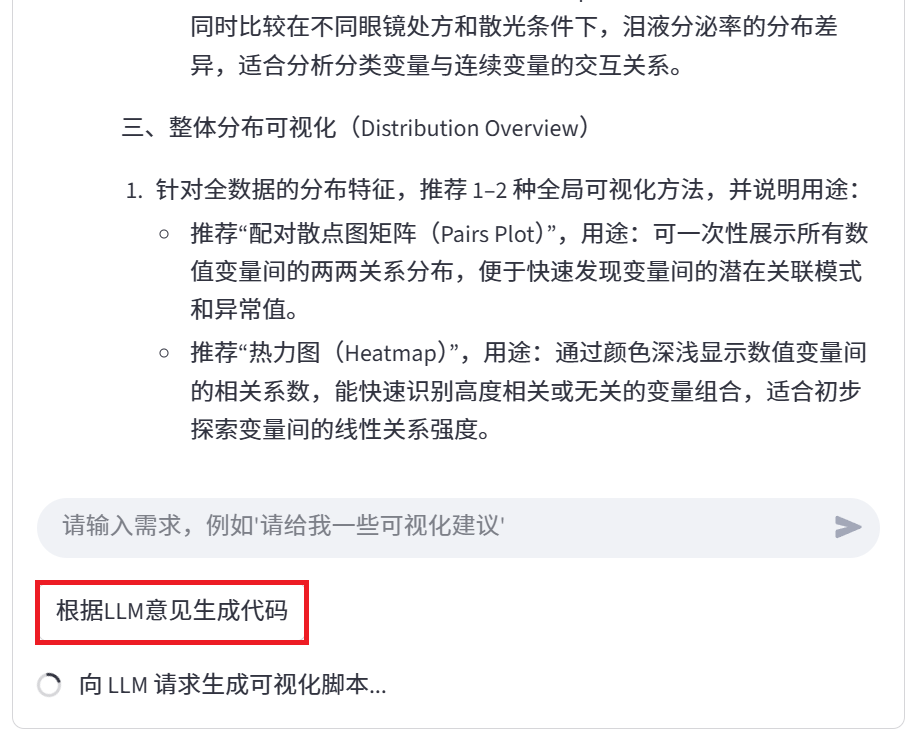 同时比较在不同眼镜处方和散光条件下，泪液分泌率的分布差
异，适合分析分类变量与连续变量的交互关系。
三、整体分布可视化（Distribution Overview）
1. 针对全数据的分布特征，推荐 1–2 种全局可视化方法，并说明用途：
○ 推荐“配对散点图矩阵（Pairs Plot）”，用途：可一次性展示所有数
值变量间的两两关系分布，便于快速发现变量间的潜在关联模式
和异常值。
○ 推荐“热力图（Heatmap）”，用途：通过颜色深浅显示数值变量间
的相关系数，能快速识别高度相关或无关的变量组合，适合初步
探索变量间的线性关系强度。
请输入需求，例如'请给我一些可视化建议'
根据LLM意见生成代码
向 LLM 请求生成可视化脚本...